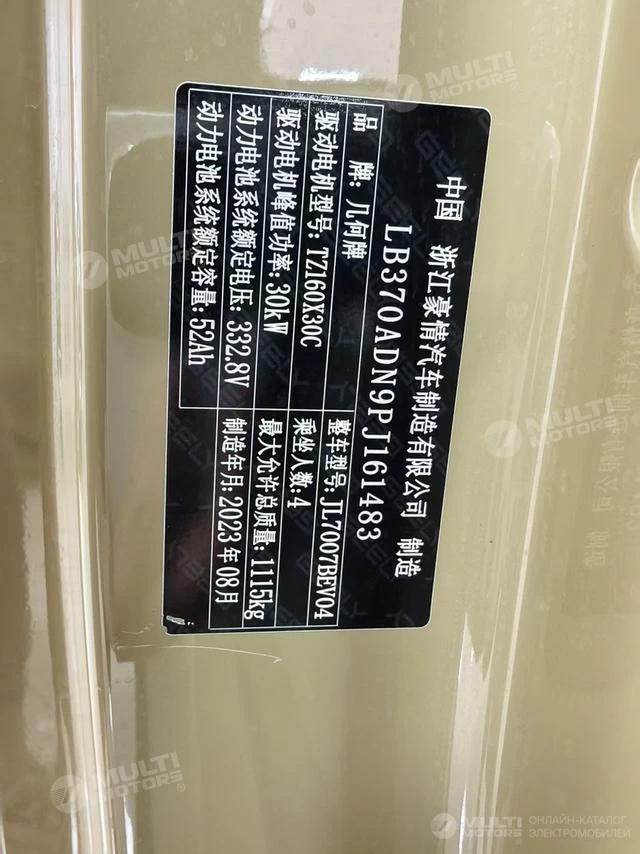 中国 浙江豪情汽车制造有限公司 制造
LB370ADN9PJ161483
品 牌: 几何牌 整车型号: JL7007BEV04
驱动电机型号: TZ160X30C 乘坐人数: 4
驱动电机峰值功率: 30kW 最大允许总质量: 1115kg
动力电池系统额定电压: 332.8V 制造年月: 2023年08月
动力电池系统额定容量: 52Ah
GEELY
MULTI MOTORS®
ОНЛАЙН-КАТАЛОГ
ЭЛЕКТРОМОБИЛЕЙ